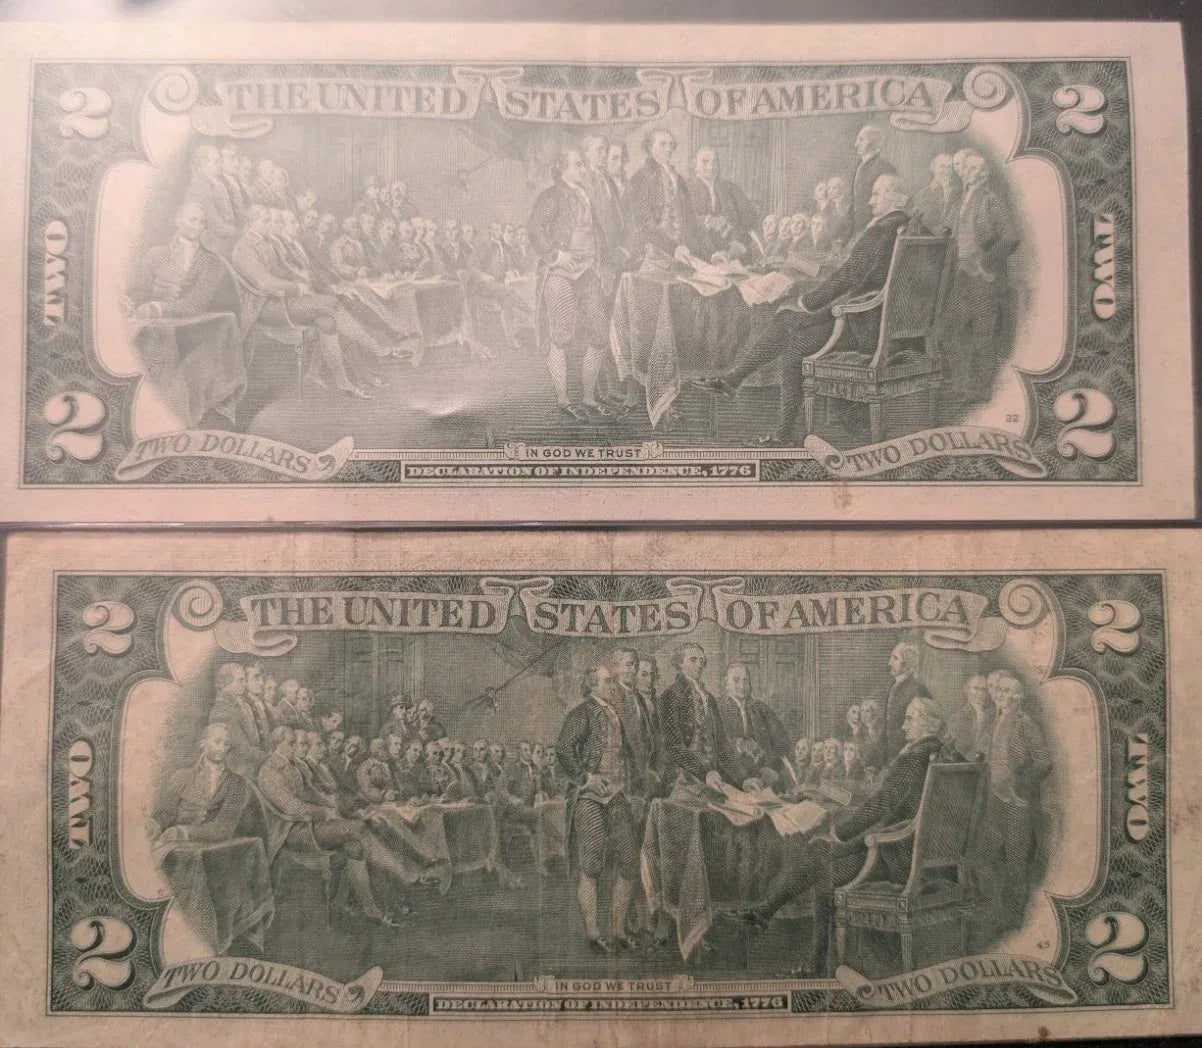 2 THE UNITED STATES OF AMERICA 2
TWO TWO
22
2 TWO DOLLARS IN GOD WE TRUST TWO DOLLARS 2
DECLARATION OF INDEPENDENCE, 1776
2 THE UNITED STATES OF AMERICA 2
TWO TWO
45
2 TWO DOLLARS IN GOD WE TRUST TWO DOLLARS 2
DECLARATION OF INDEPENDENCE, 1776